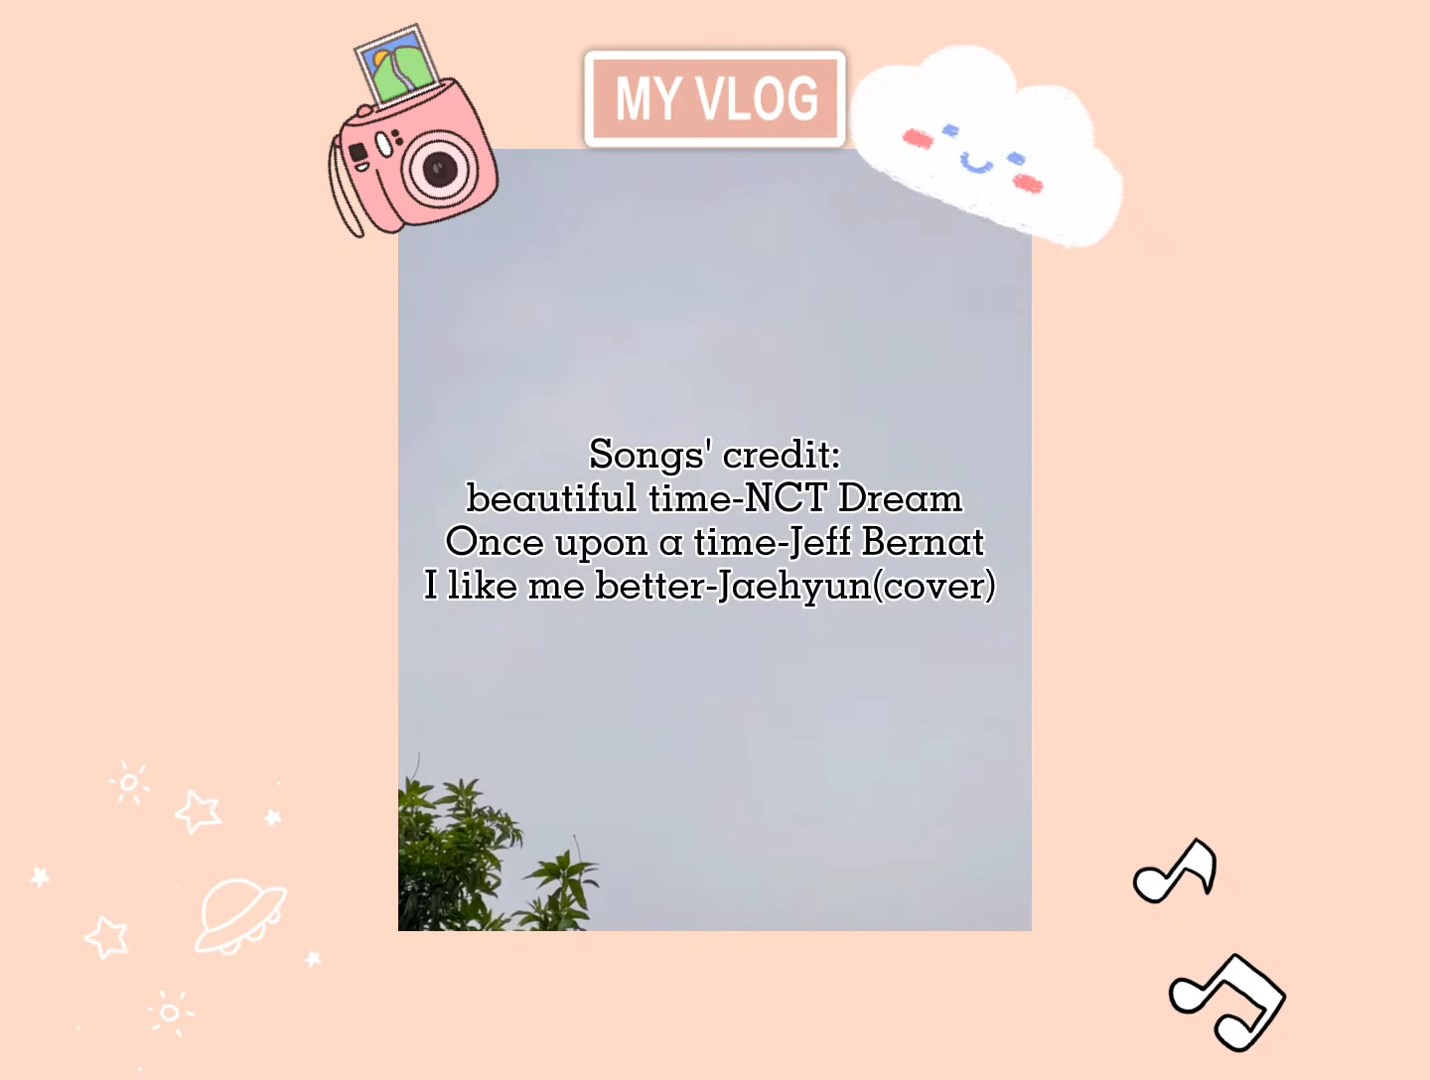 MY VLOG
Songs' credit:
beautiful time-NCT Dream
Once upon a time-Jeff Bernat
I like me better-Jaehyun(cover)